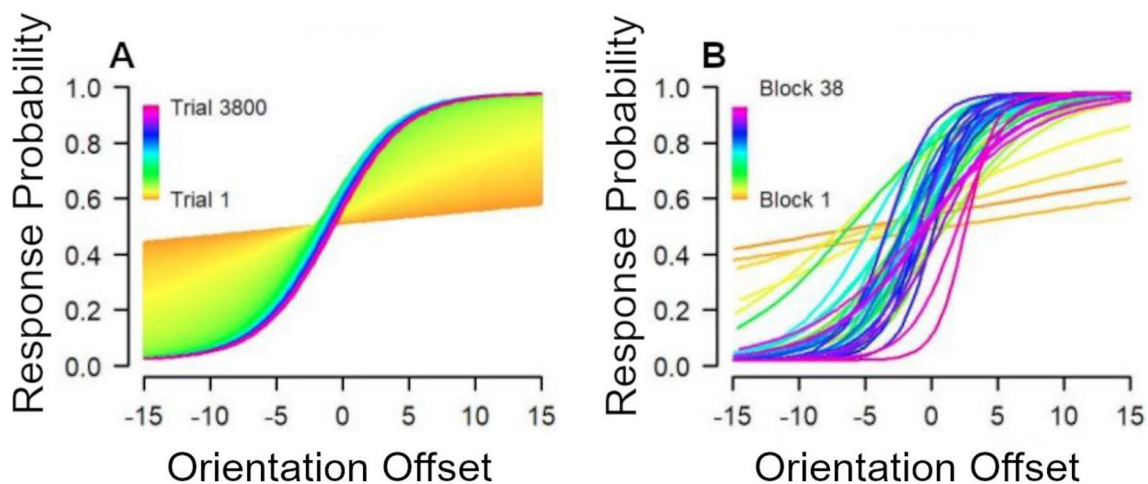 A
Response Probability
1.0
0.8
0.6
0.4
0.2
0.0
Trial 3800
Trial 1
-15 -10 -5 0 5 10 15
Orientation Offset
B
Response Probability
1.0
0.8
0.6
0.4
0.2
0.0
Block 38
Block 1
-15 -10 -5 0 5 10 15
Orientation Offset